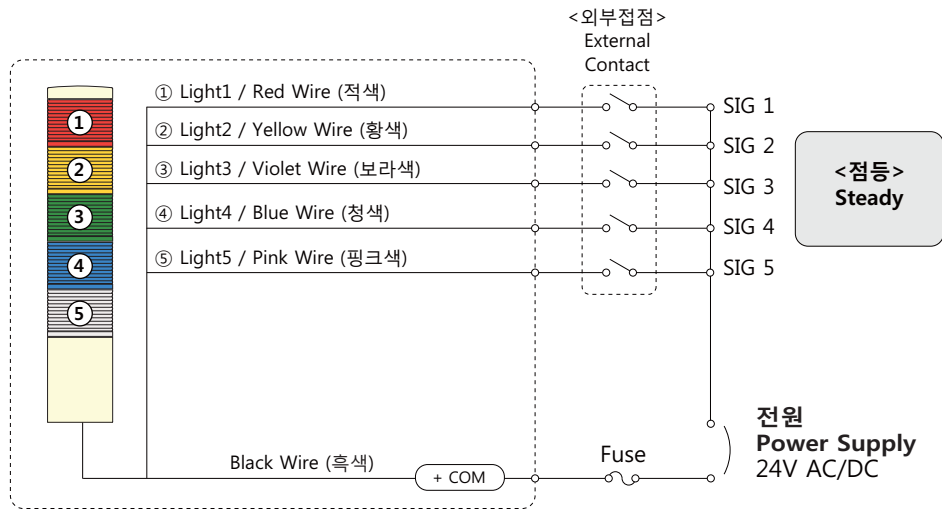 <외부접점>
External
Contact
① Light1 / Red Wire (적색)
SIG 1
② Light2 / Yellow Wire (황색)
SIG 2
③ Light3 / Violet Wire (보라색)
SIG 3
④ Light4 / Blue Wire (청색)
SIG 4
⑤ Light5 / Pink Wire (핑크색)
SIG 5
①
②
③
④
⑤
<점등>
Steady
Black Wire (흑색)
+ COM
Fuse
전원
Power Supply
24V AC/DC